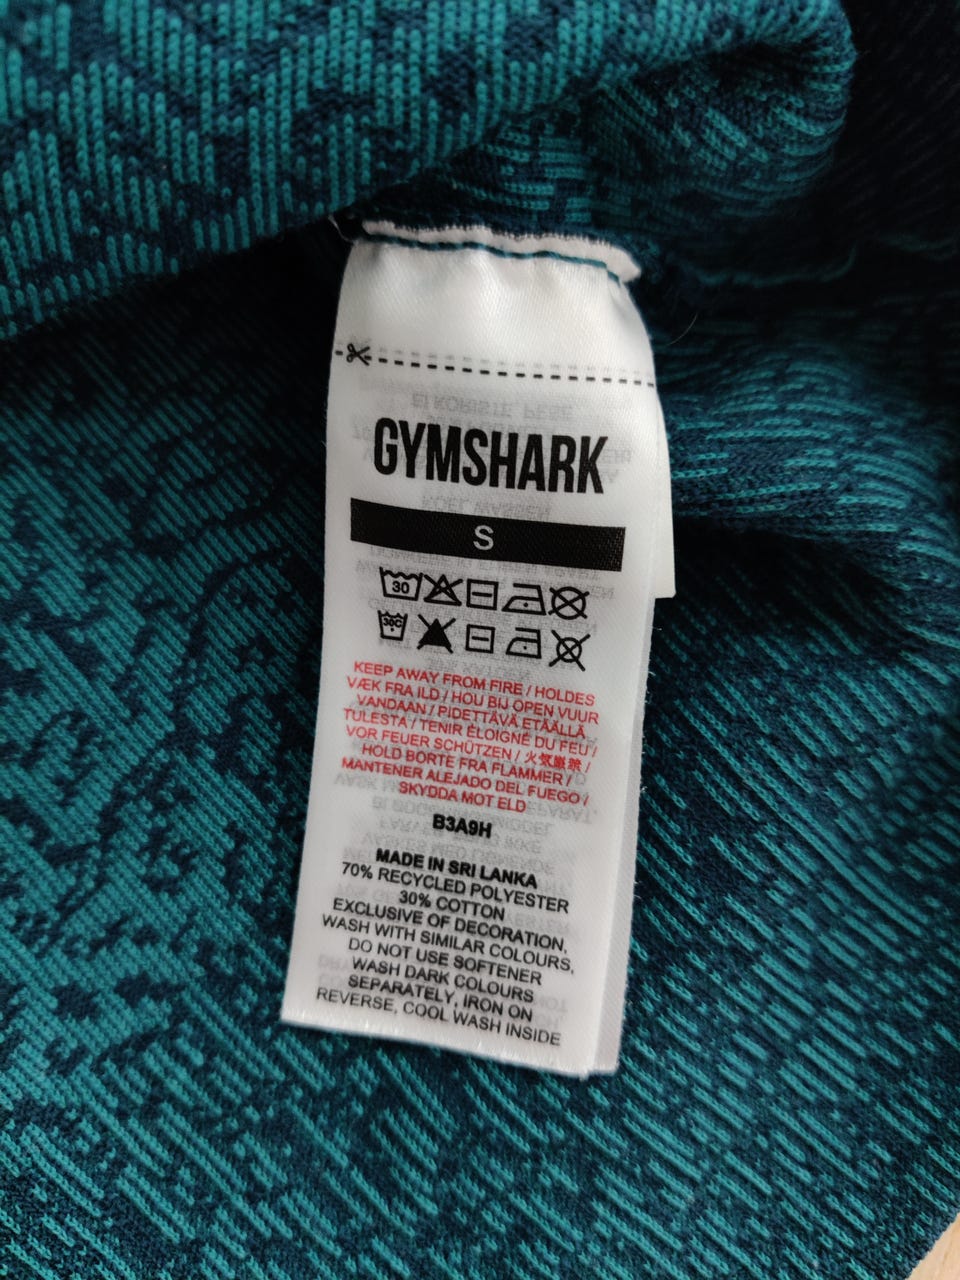 GYMSHARK
S
30
30C
KEEP AWAY FROM FIRE / HOLDES
VÆK FRA ILD / HOU BIJ OPEN VUUR
VANDAAN / PIDETTÄVÄ ETÄÄLLÄ
TULESTA / TENIR ÉLOIGNÉ DU FEU /
VOR FEUER SCHÜTZEN / 火気厳禁 /
HOLD BORTE FRA FLAMMER /
MANTENER ALEJADO DEL FUEGO /
SKYDDA MOT ELD
B3A9H
MADE IN SRI LANKA
70% RECYCLED POLYESTER
30% COTTON
EXCLUSIVE OF DECORATION,
WASH WITH SIMILAR COLOURS,
DO NOT USE SOFTENER
WASH DARK COLOURS
SEPARATELY, IRON ON
REVERSE, COOL WASH INSIDE